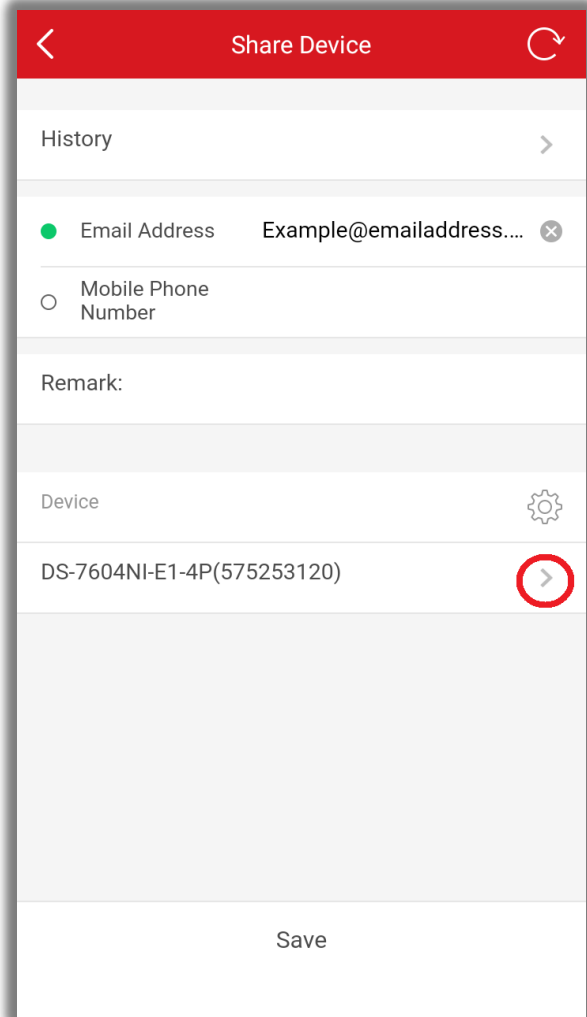 Share Device
History
Email Address Example@emailaddress....
Mobile Phone
Number
Remark:
Device
DS-7604NI-E1-4P(575253120)
Save